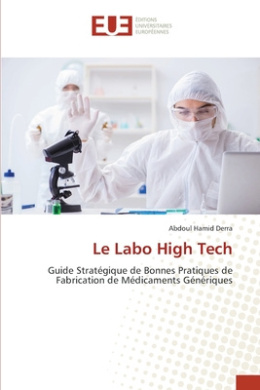 EUE
ÉDITIONS
UNIVERSITAIRES
EUROPÉENNES
Abdoul Hamid Derra
Le Labo High Tech
Guide Stratégique de Bonnes Pratiques de
Fabrication de Médicaments Génériques